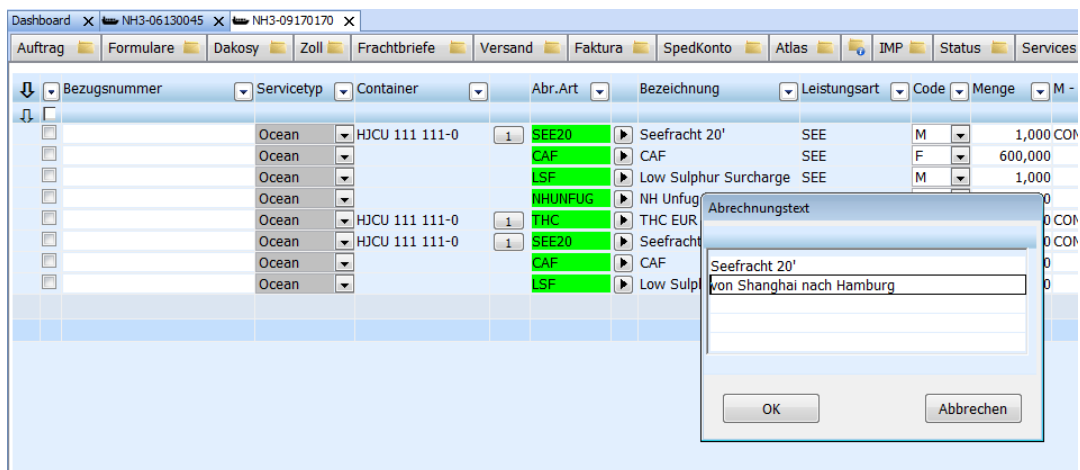 Dashboard X NH3-06130045 X NH3-09170170 X
Auftrag Formulare Dakosy Zoll Frachtbriefe Versand Faktura SpedKonto Atlas IMP Status Services
Bezugsnummer Servicetyp Container Abr.Art Bezeichnung Leistungsart Code Menge M -
Ocean HJCU 111 111-0 1 SEE20 Seefracht 20' SEE M 1,000 CON
Ocean CAF CAF SEE F 600,000
Ocean LSF Low Sulphur Surcharge SEE M 1,000
Ocean NHUNFUG NH Unfug
Ocean HJCU 111 111-0 1 THC THC EUR
Ocean HJCU 111 111-0 1 SEE20 Seefracht
Ocean CAF CAF
Ocean LSF Low Sulph
Abrechnungstext
Seefracht 20'
von Shanghai nach Hamburg
OK Abbrechen